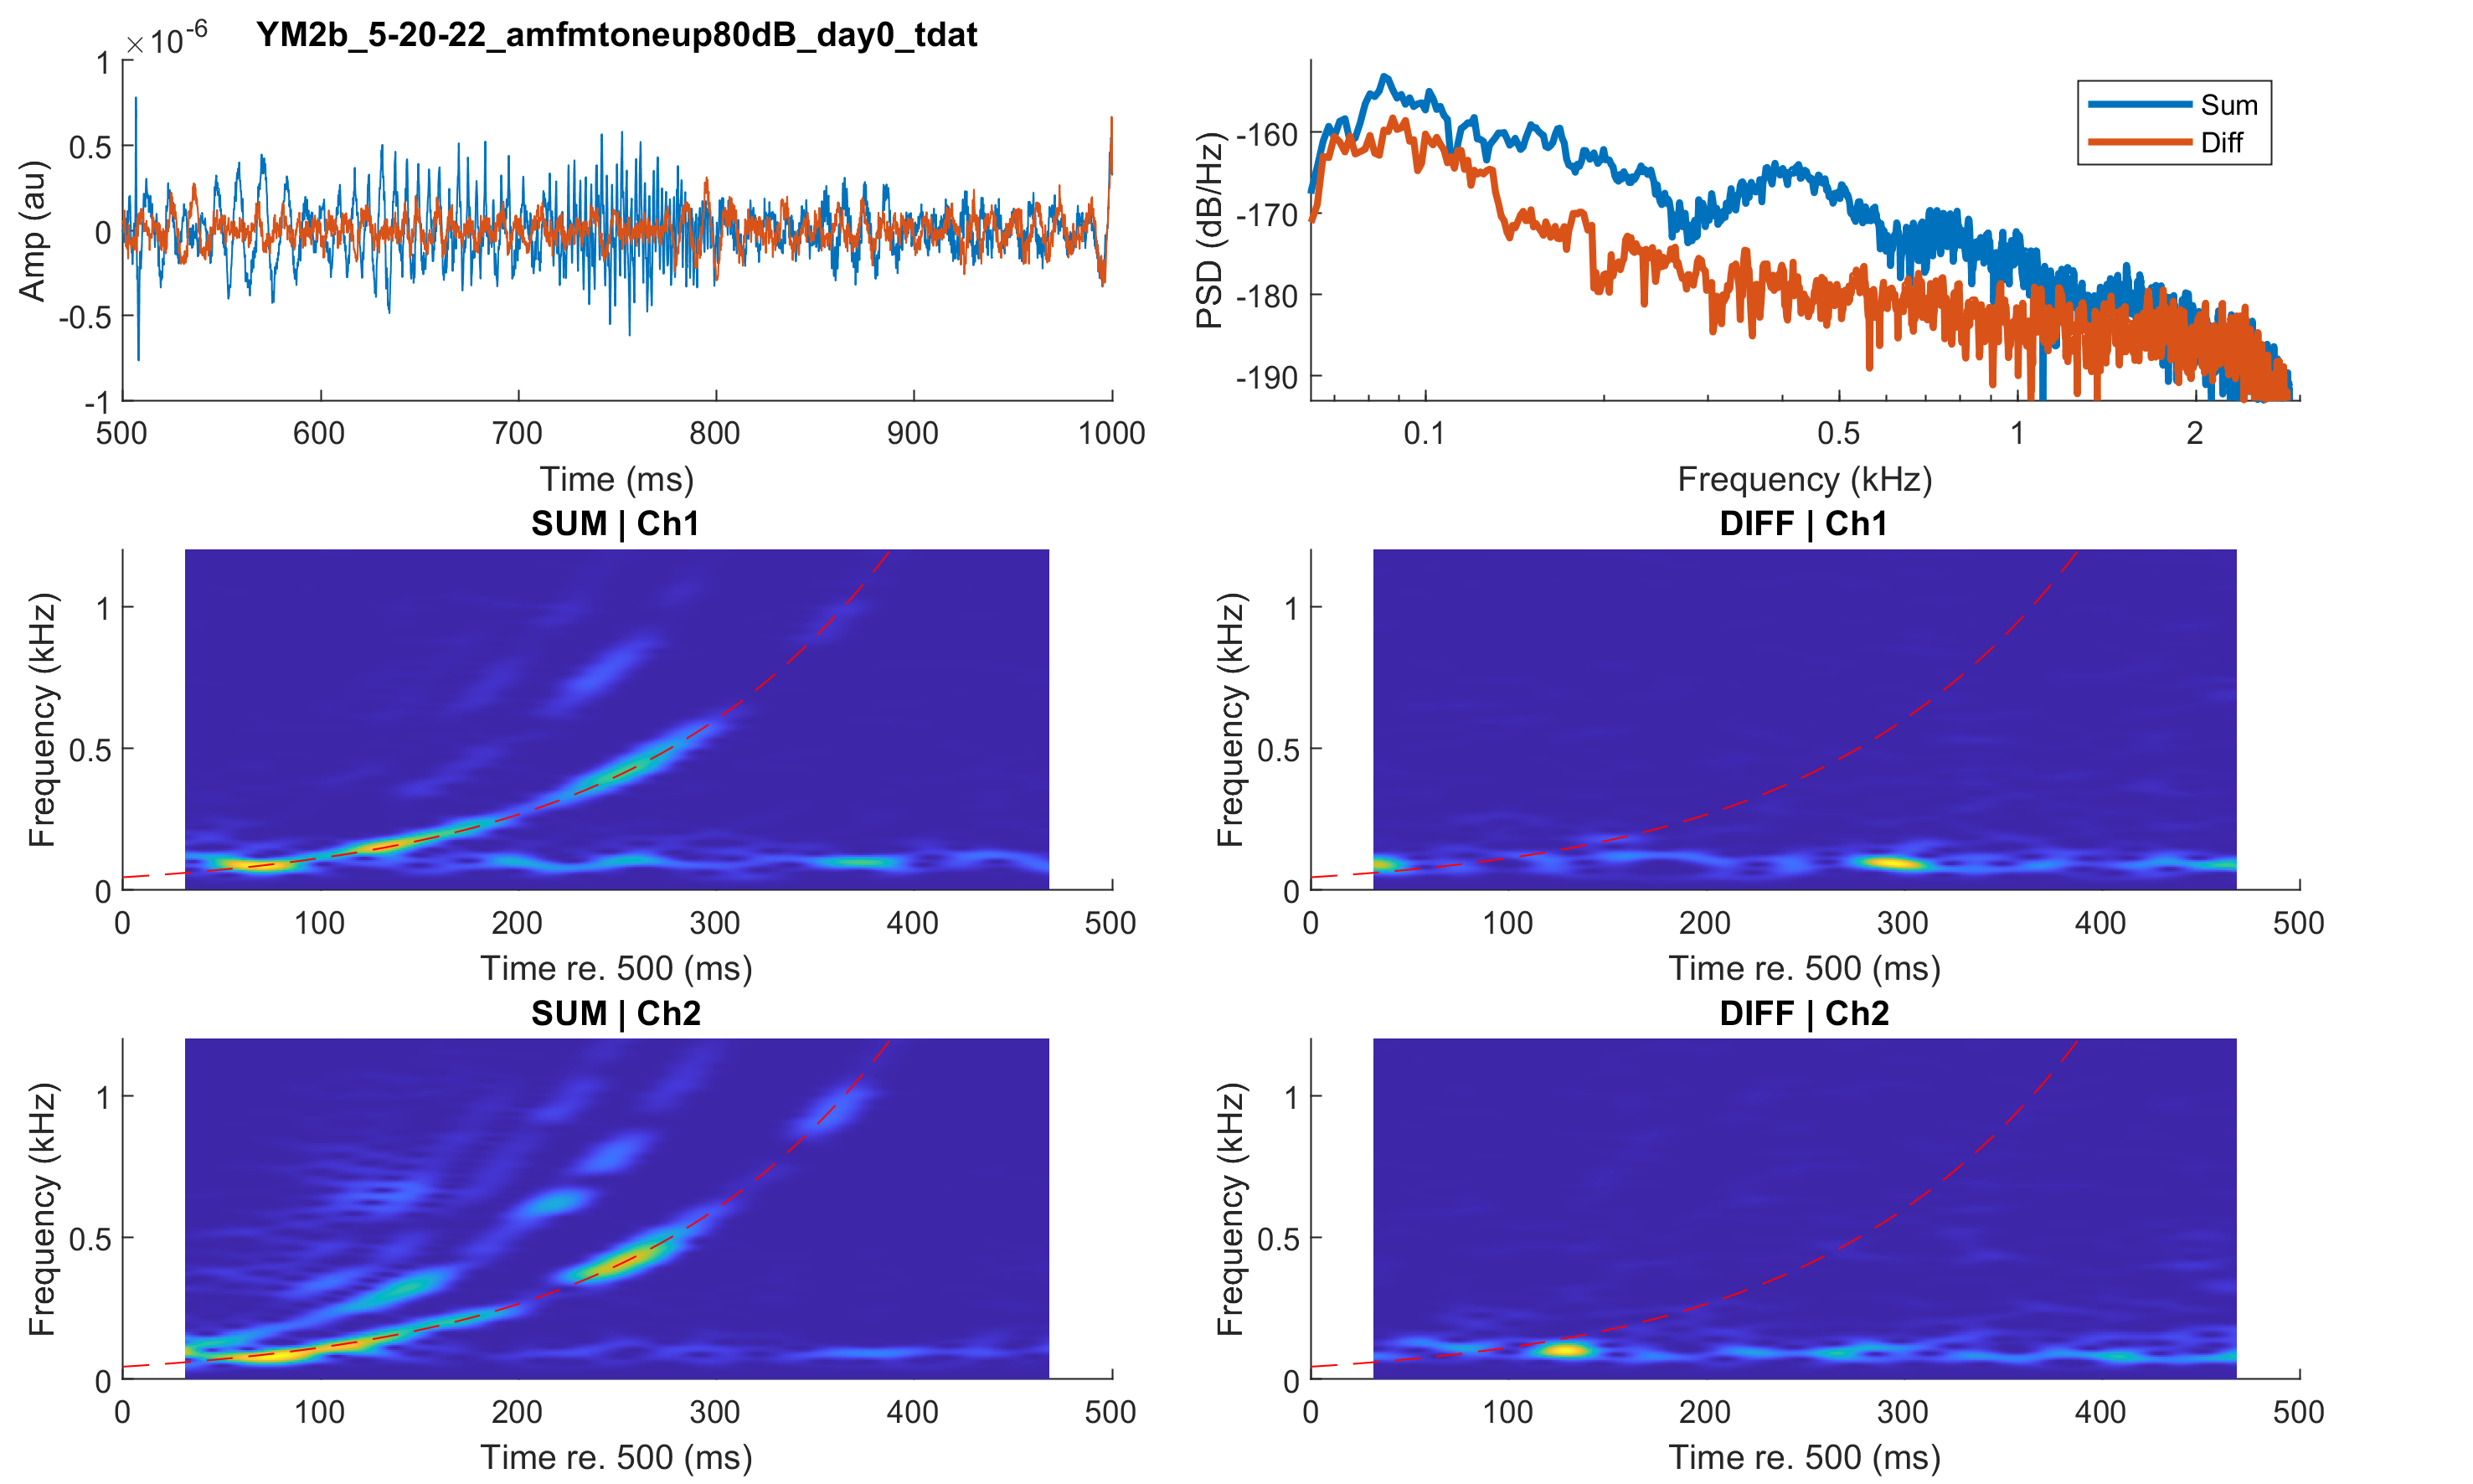 YM2b_5-20-22_amfmtoneup80dB_day0_tdat
×10-6
1
0.5
0
-0.5
-1
500 600 700 800 900 1000
Amp (au)
Time (ms)
-160
-170
-180
-190
0.1 0.5 1 2
PSD (dB/Hz)
Frequency (kHz)
Sum
Diff
SUM | Ch1
1
0.5
0
0 100 200 300 400 500
Frequency (kHz)
Time re. 500 (ms)
DIFF | Ch1
1
0.5
0
0 100 200 300 400 500
Frequency (kHz)
Time re. 500 (ms)
SUM | Ch2
1
0.5
0
0 100 200 300 400 500
Frequency (kHz)
Time re. 500 (ms)
DIFF | Ch2
1
0.5
0
0 100 200 300 400 500
Frequency (kHz)
Time re. 500 (ms)